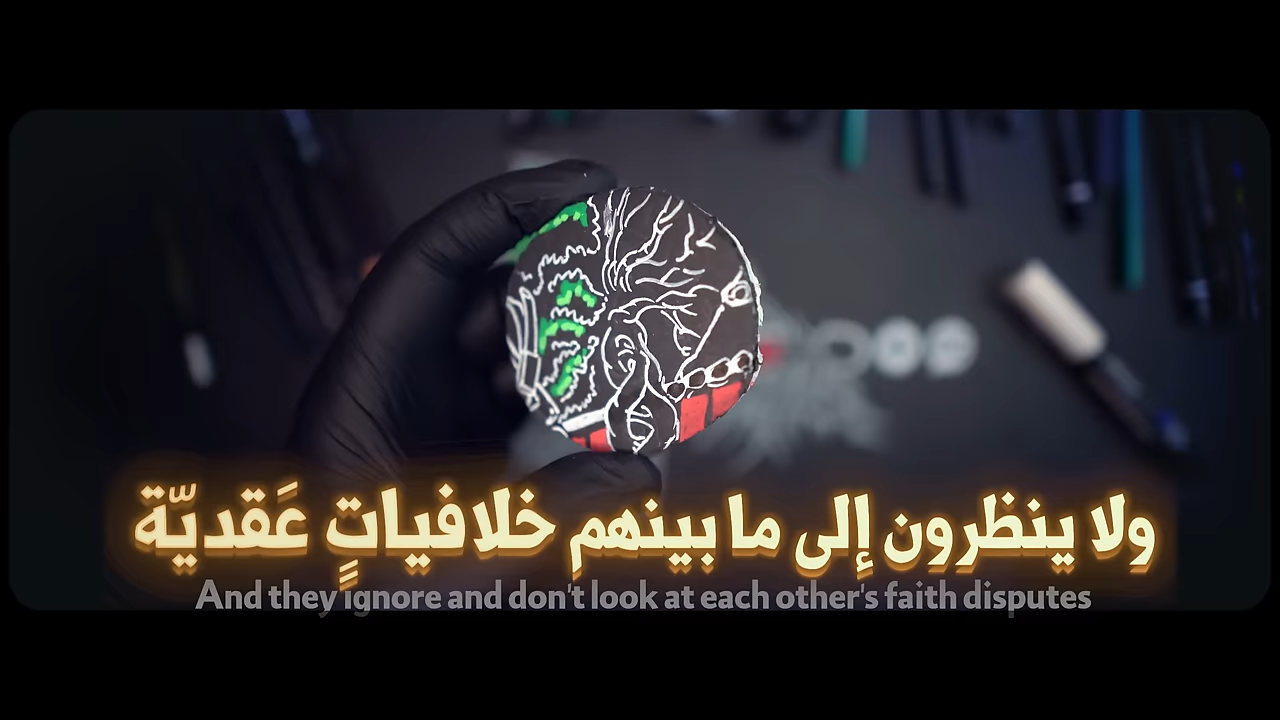 ولا ينظرون إلى ما بينهمِ خلافياتٍ عَقديّة
And they ignore and don't look at each other's faith disputes